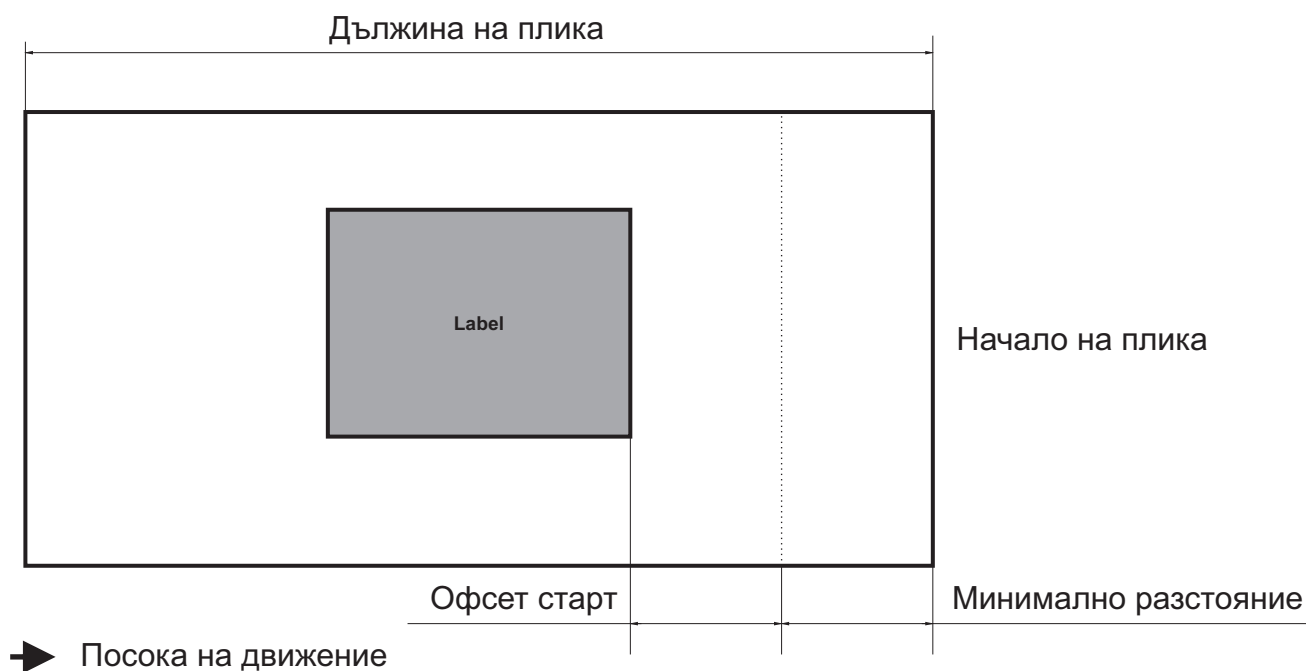 Дължина на плика
Label
Начало на плика
Офсет старт
Минимално разстояние
Посока на движение